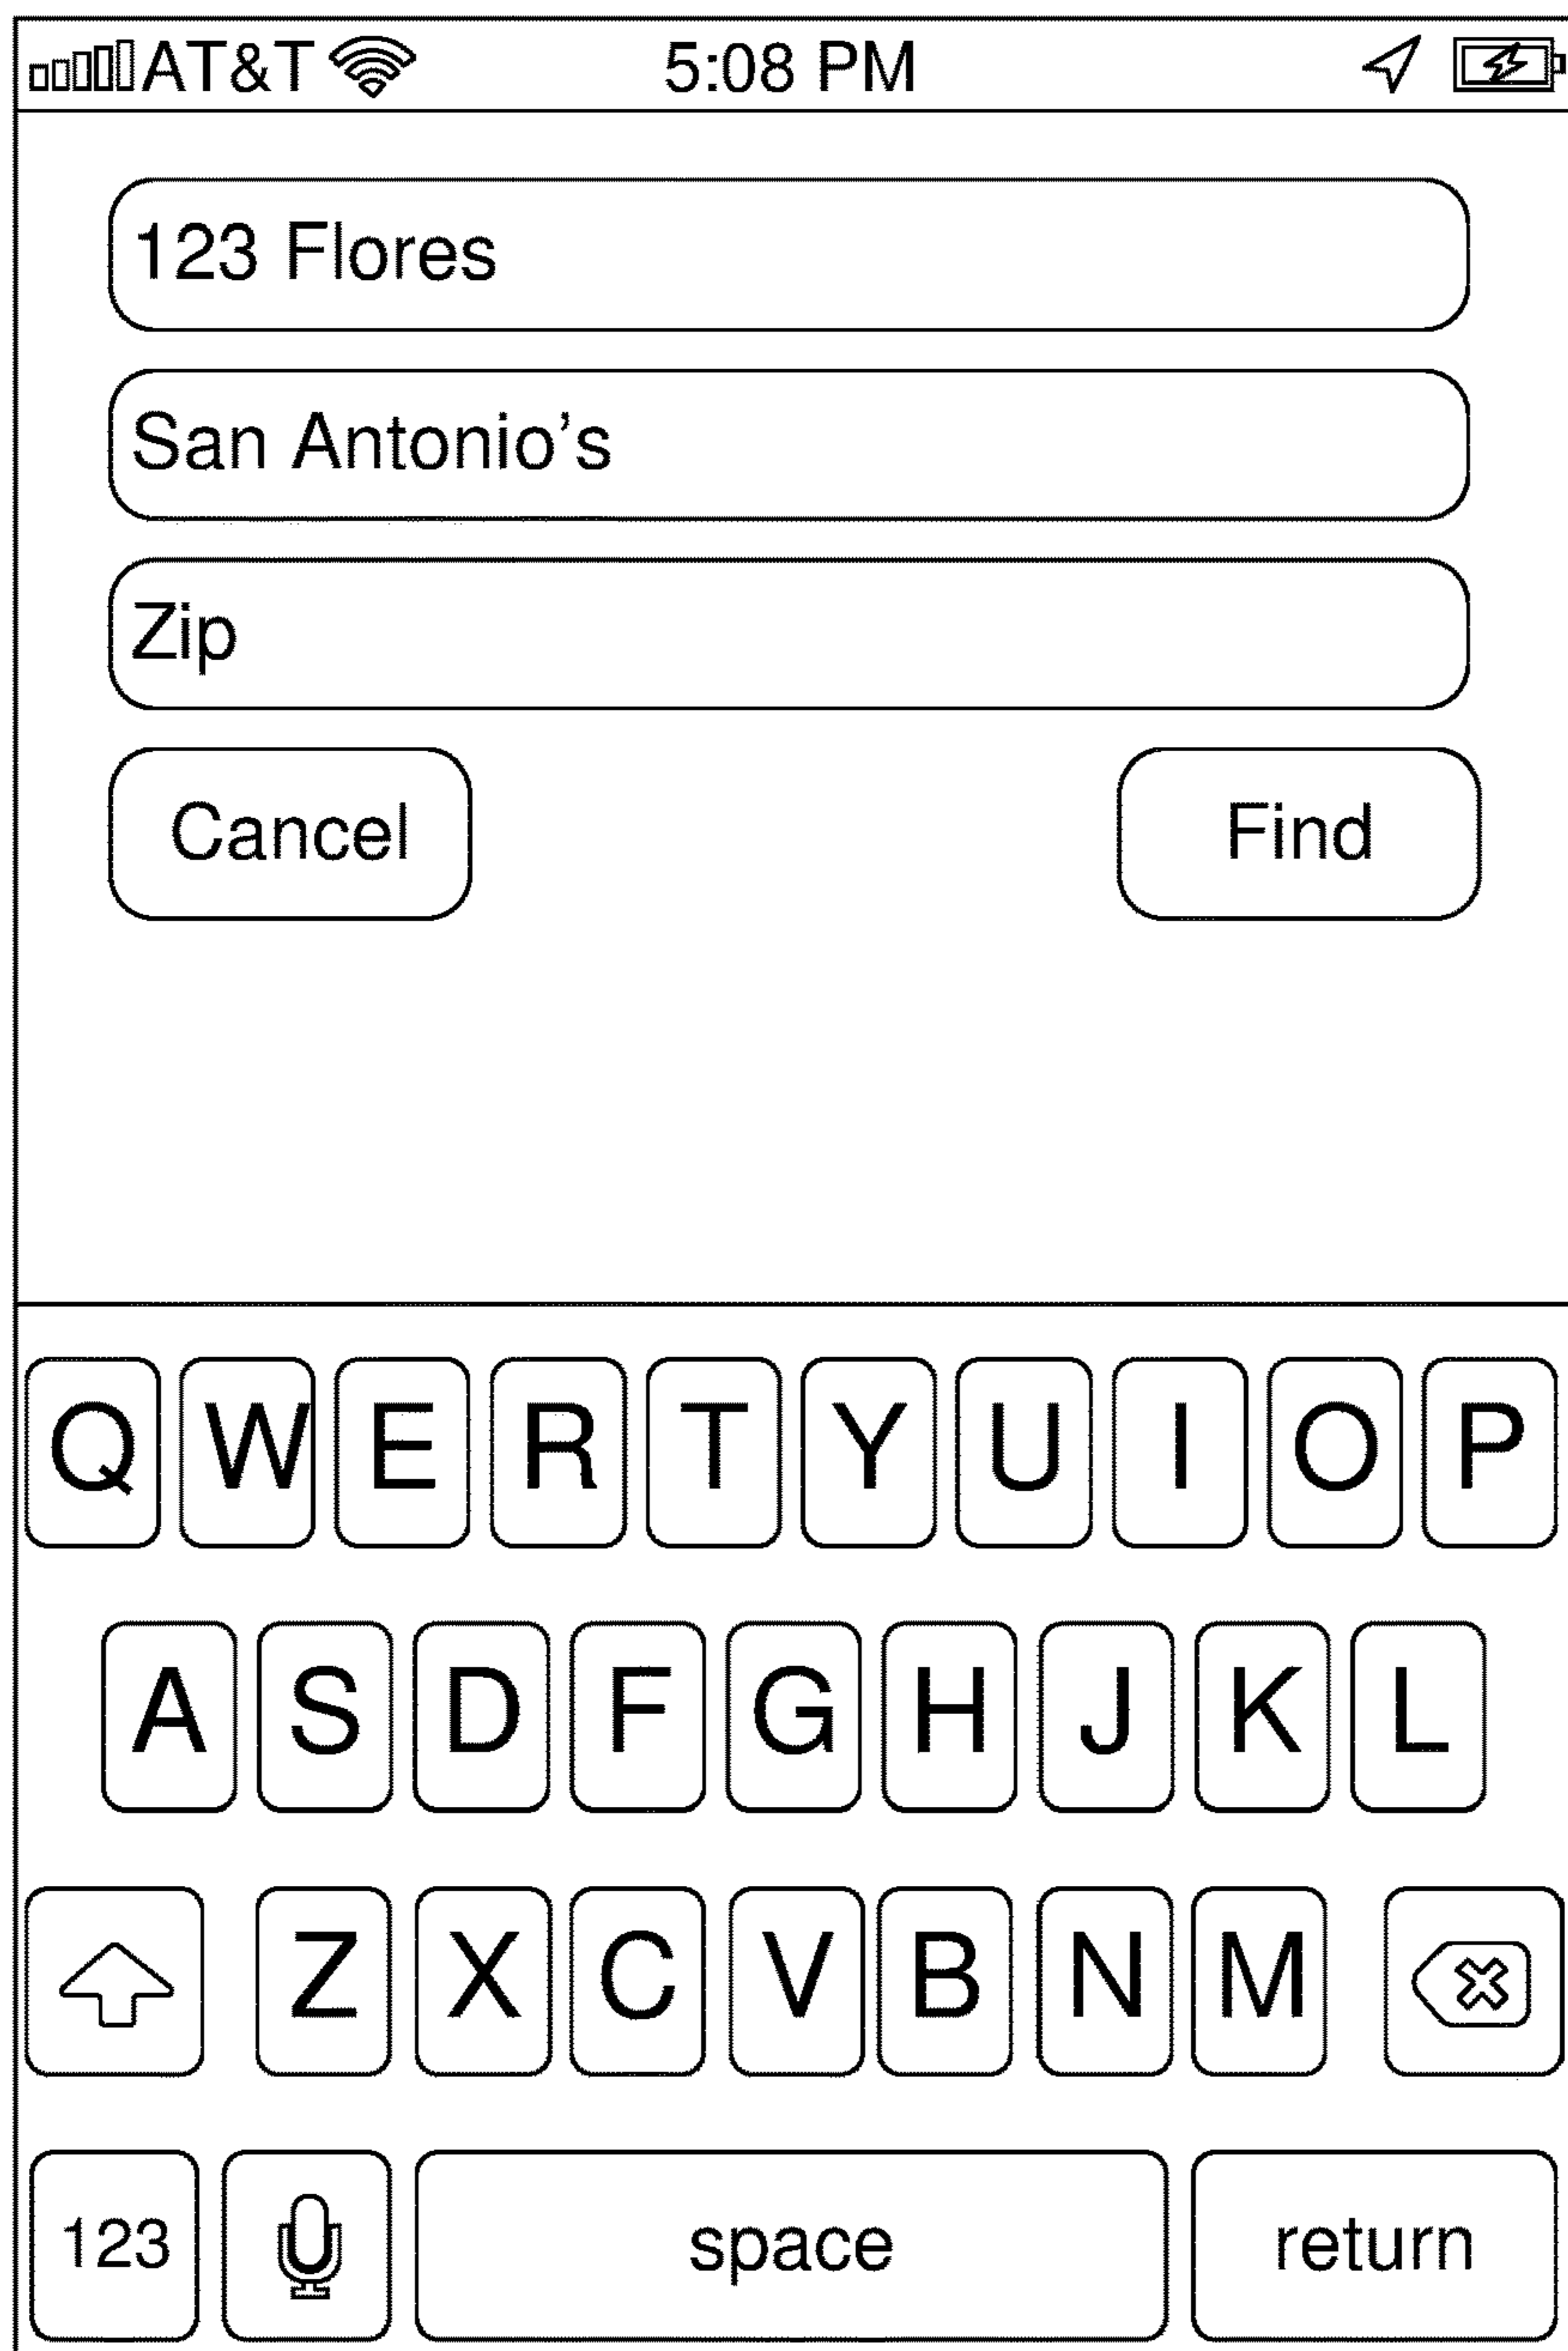 AT&T 5:08 PM
123 Flores
San Antonio’s
Zip
Cancel Find
Q W E R T Y U I O P
A S D F G H J K L
Z X C V B N M
123 space return